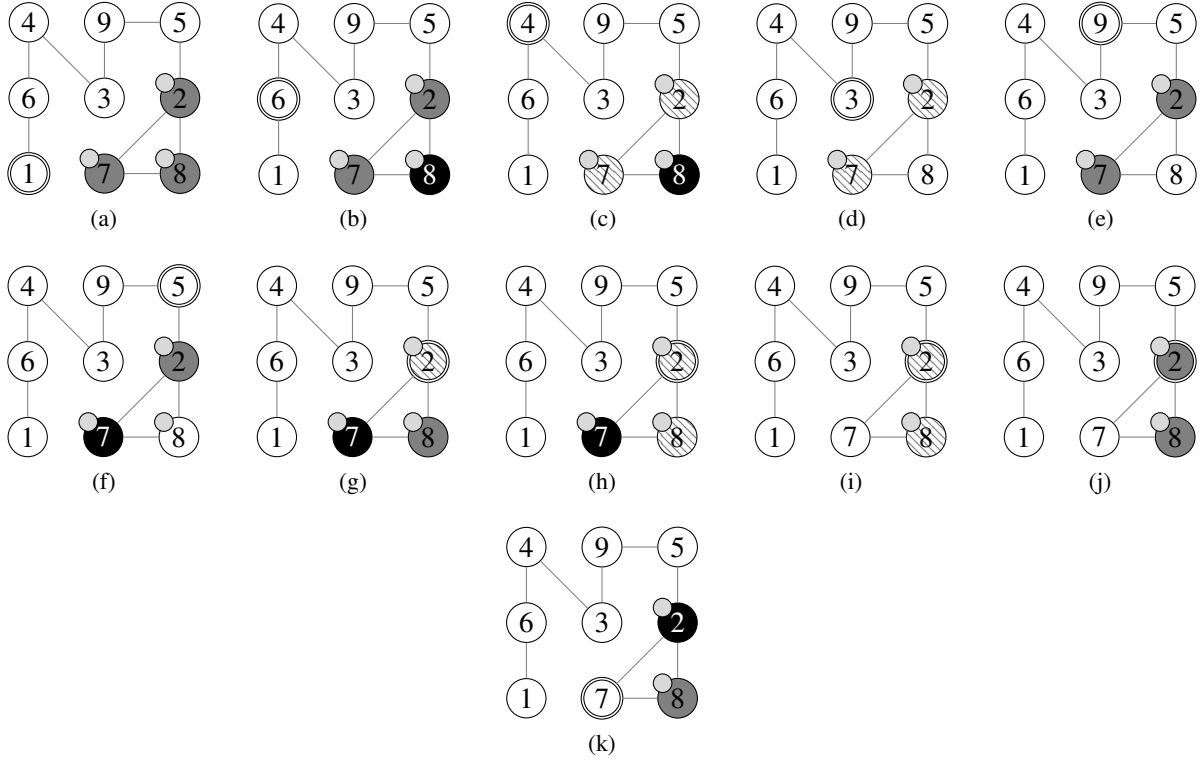 4 9 5 4 9 5 4 9 5 4 9 5 4 9 5
6 3 2 6 3 2 6 3 2 6 3 2 6 3 2
1 7 8 1 7 8 1 7 8 1 7 8 1 7 8
(a) (b) (c) (d) (e)
4 9 5 4 9 5 4 9 5 4 9 5 4 9 5
6 3 2 6 3 2 6 3 2 6 3 2 6 3 2
1 7 8 1 7 8 1 7 8 1 7 8 1 7 8
(f) (g) (h) (i) (j)
4 9 5
6 3 2
1 7 8
(k)